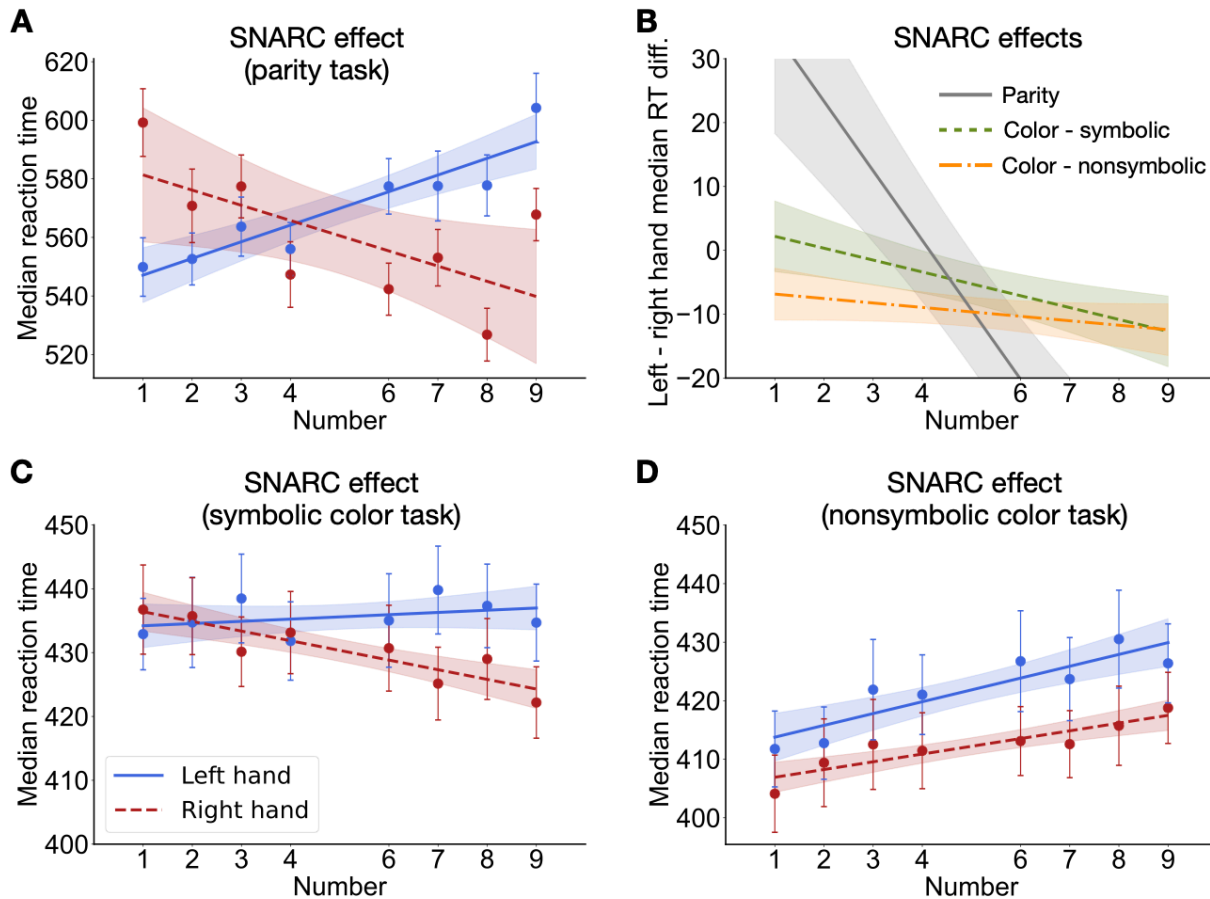 A
SNARC effect
(parity task)
Median reaction time
620
600
580
560
540
520
1 2 3 4 6 7 8 9
Number
B
SNARC effects
Left - right hand median RT diff.
30
20
10
0
−10
−20
Parity
Color - symbolic
Color - nonsymbolic
1 2 3 4 6 7 8 9
Number
C
SNARC effect
(symbolic color task)
Median reaction time
450
440
430
420
410
400
Left hand
Right hand
1 2 3 4 6 7 8 9
Number
D
SNARC effect
(nonsymbolic color task)
Median reaction time
450
440
430
420
410
400
1 2 3 4 6 7 8 9
Number